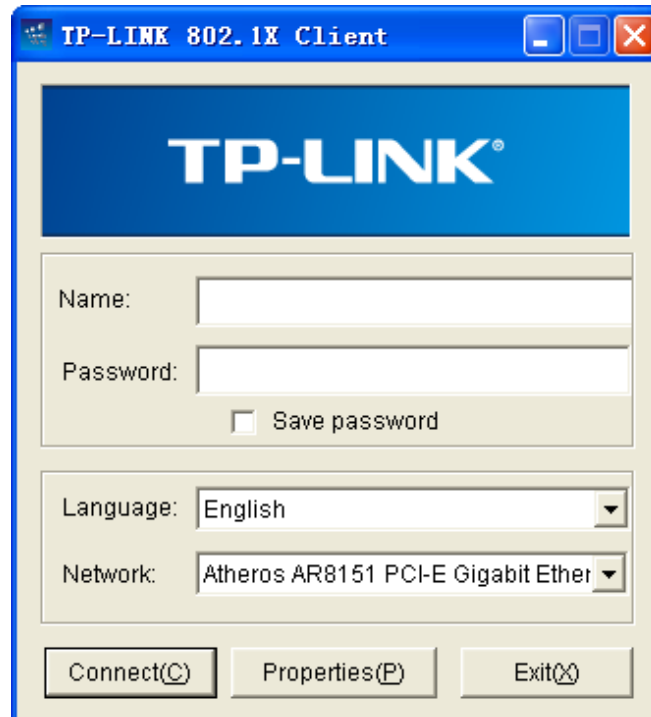 TP-LINK 802.1X Client
TP-LINK®
Name:
Password:
Save password
Language: English
Network: Atheros AR8151 PCI-E Gigabit Ether
Connect(C) Properties(P) Exit(X)